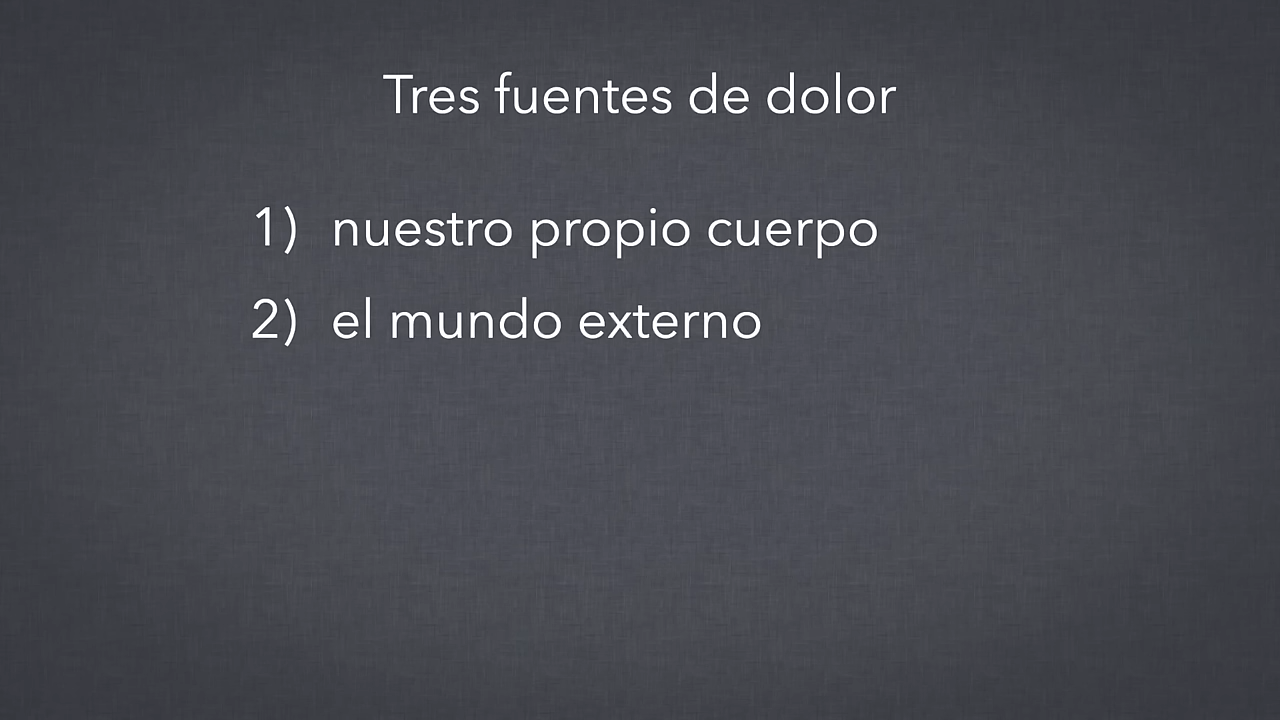 Tres fuentes de dolor
1) nuestro propio cuerpo
2) el mundo externo